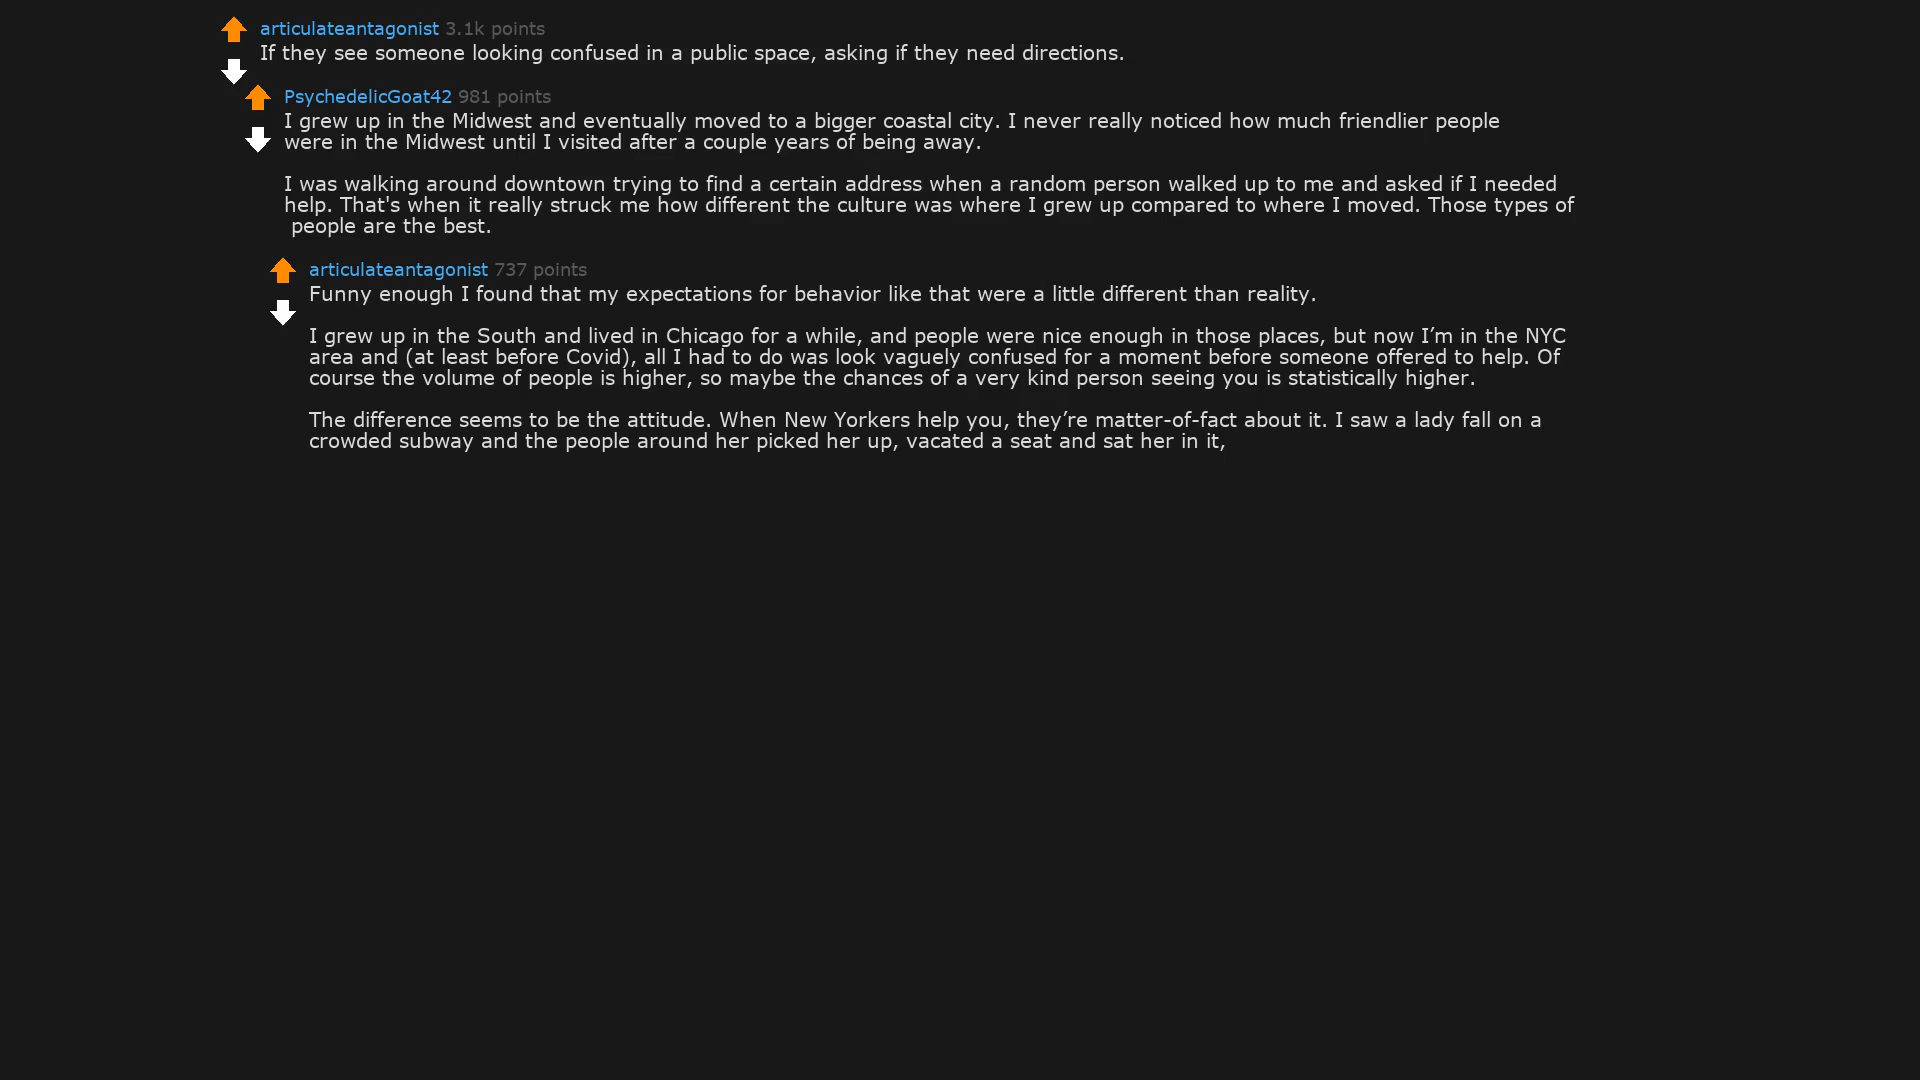 articulateantagonist 3.1k points
If they see someone looking confused in a public space, asking if they need directions.
PsychedelicGoat42 981 points
I grew up in the Midwest and eventually moved to a bigger coastal city. I never really noticed how much friendlier people
were in the Midwest until I visited after a couple years of being away.
I was walking around downtown trying to find a certain address when a random person walked up to me and asked if I needed
help. That's when it really struck me how different the culture was where I grew up compared to where I moved. Those types of
people are the best.
articulateantagonist 737 points
Funny enough I found that my expectations for behavior like that were a little different than reality.
I grew up in the South and lived in Chicago for a while, and people were nice enough in those places, but now I’m in the NYC
area and (at least before Covid), all I had to do was look vaguely confused for a moment before someone offered to help. Of
course the volume of people is higher, so maybe the chances of a very kind person seeing you is statistically higher.
The difference seems to be the attitude. When New Yorkers help you, they’re matter-of-fact about it. I saw a lady fall on a
crowded subway and the people around her picked her up, vacated a seat and sat her in it,